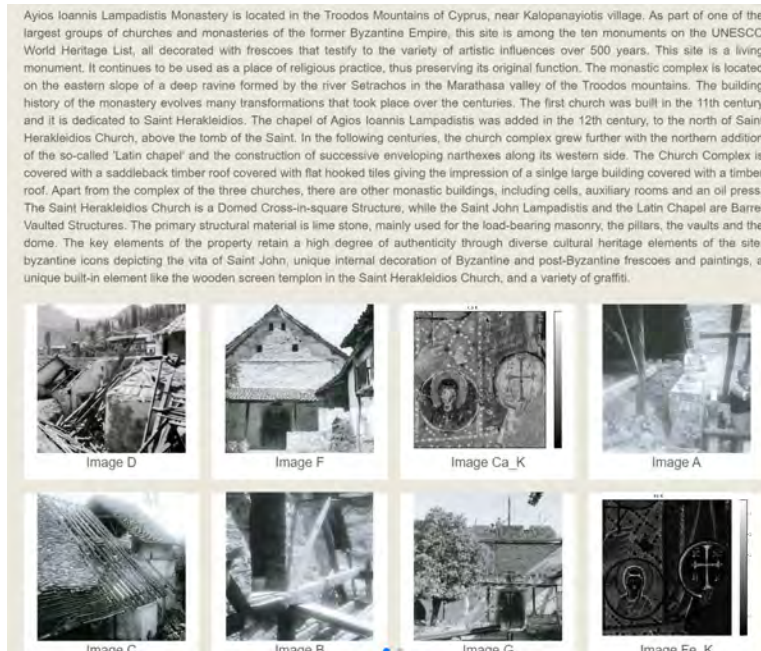 Ayios Ioannis Lampadistis Monastery is located in the Troodos Mountains of Cyprus, near Kalopanayiotis village. As part of one of the
largest groups of churches and monasteries of the former Byzantine Empire, this site is among the ten monuments on the UNESCO
World Heritage List, all decorated with frescoes that testify to the variety of artistic influences over 500 years. This site is a living
monument. It continues to be used as a place of religious practice, thus preserving its original function. The monastic complex is located
on the eastern slope of a deep ravine formed by the river Setrachos in the Marathasa valley of the Troodos mountains. The building
history of the monastery evolves many transformations that took place over the centuries. The first church was built in the 11th century
and it is dedicated to Saint Herakleidios. The chapel of Agios Ioannis Lampadistis was added in the 12th century, to the north of Saint
Herakleidios Church, above the tomb of the Saint. In the following centuries, the church complex grew further with the northern addition
of the so-called 'Latin chapel' and the construction of successive enveloping narthexes along its western side. The Church Complex is
covered with a saddleback timber roof covered with flat hooked tiles giving the impression of a sinlge large building covered with a timber
roof. Apart from the complex of the three churches, there are other monastic buildings, including cells, auxiliary rooms and an oil press.
The Saint Herakleidios Church is a Domed Cross-in-square Structure, while the Saint John Lampadistis and the Latin Chapel are Barrel
Vaulted Structures. The primary structural material is lime stone, mainly used for the load-bearing masonry, the pillars, the vaults and the
dome. The key elements of the property retain a high degree of authenticity through diverse cultural heritage elements of the site:
byzantine icons depicting the vita of Saint John, unique internal decoration of Byzantine and post-Byzantine frescoes and paintings, a
unique built-in element like the wooden screen templon in the Saint Herakleidios Church, and a variety of graffiti.
Image D
Image F
Image Ca_K
Image A
Image C
Image B
Image G
Image Fe_K